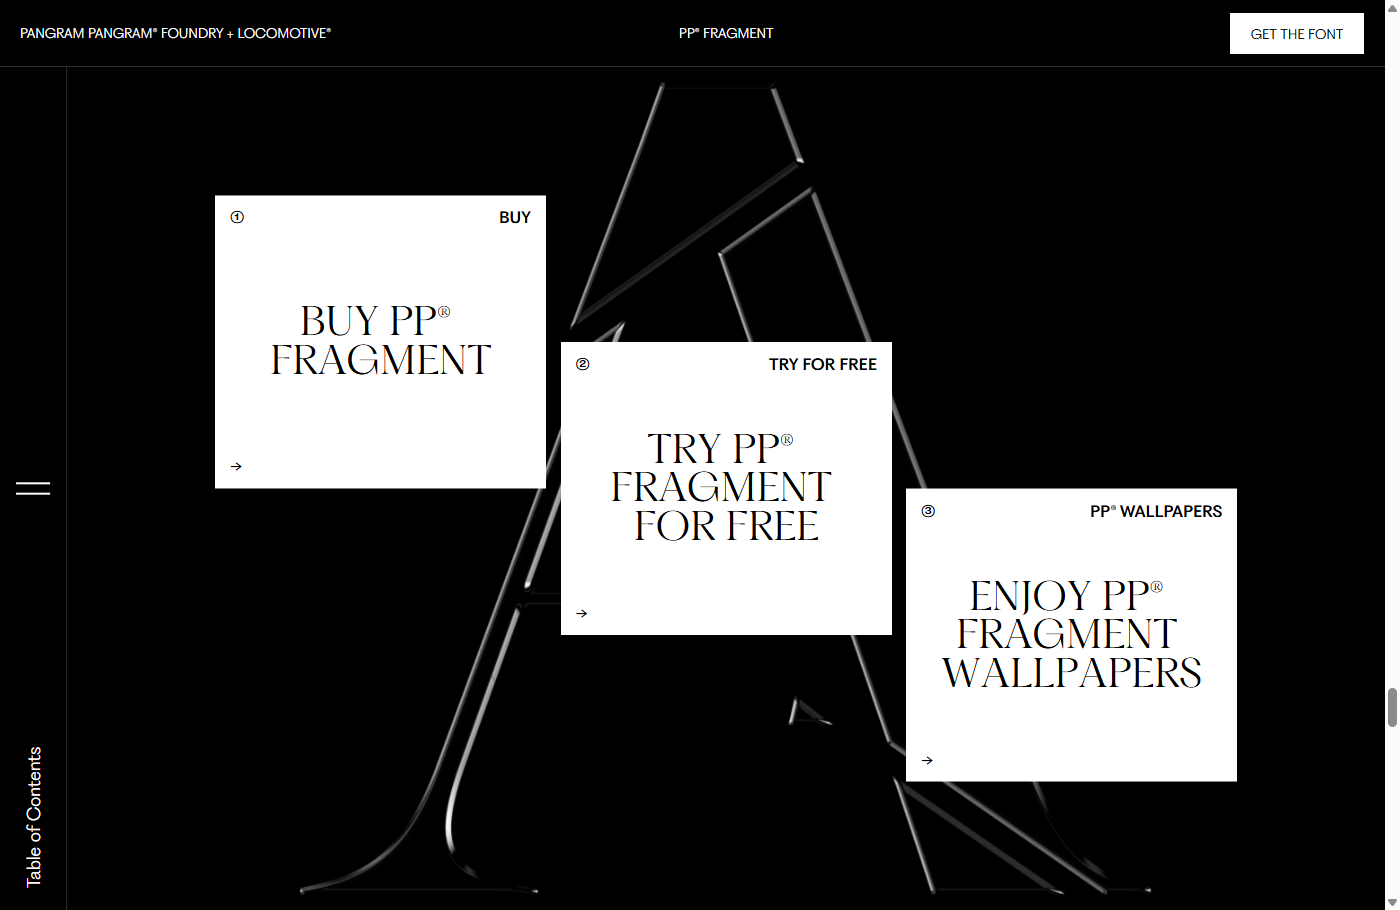 PANGRAM PANGRAM® FOUNDRY + LOCOMOTIVE®
PP® FRAGMENT
GET THE FONT
① BUY
BUY PP®
FRAGMENT
→
② TRY FOR FREE
TRY PP®
FRAGMENT
FOR FREE
→
③ PP® WALLPAPERS
ENJOY PP®
FRAGMENT
WALLPAPERS
→
Table of Contents